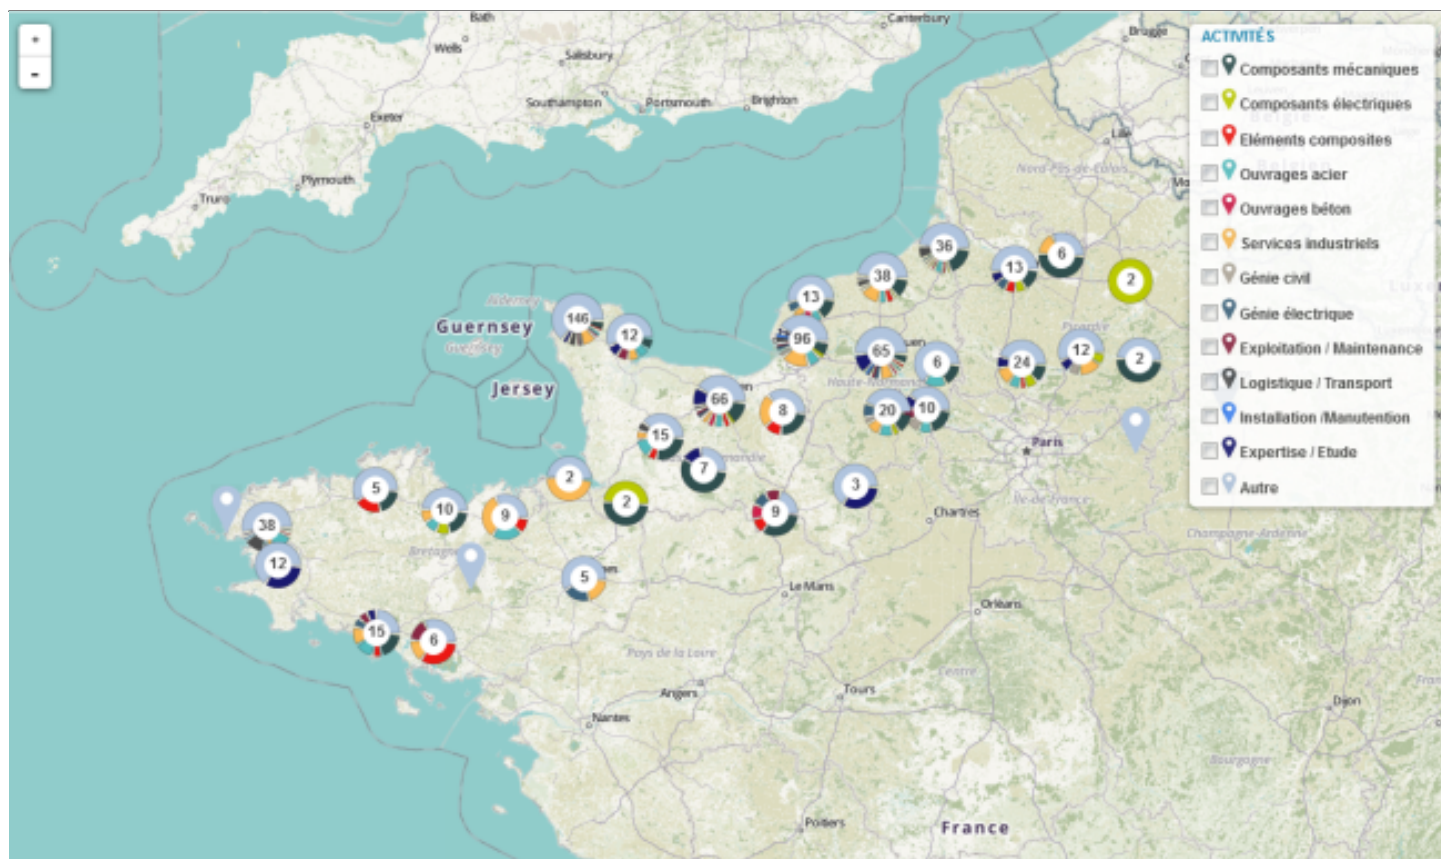 Bath
Canterbury
Brugge
Wells
Salisbury
Southampton
Portsmouth
Brighton
Exeter
Plymouth
Truro
Nord-Pas-de-Calais
+
-
ACTIVITÉS
Composants mécaniques
Composants électriques
Eléments composites
Ouvrages acier
Ouvrages béton
Services industriels
Génie civil
Génie électrique
Exploitation / Maintenance
Logistique / Transport
Installation /Manutention
Expertise / Etude
Autre
Belgien
36
13
6
2
38
13
Alderney
Guernsey
Guernsey
Jersey
146
12
96
65
6
24
12
2
Picardie
66
8
20
10
Paris
15
7
3
9
Île-de-France
Chartres
Champagne-Ardenne
2
2
5
10
9
38
12
Bretagne
5
15
6
Le Mans
Orléans
Pays de la Loire
Centre
Angers
Tours
Nantes
Dijon
Bourgogne
Poitiers
France